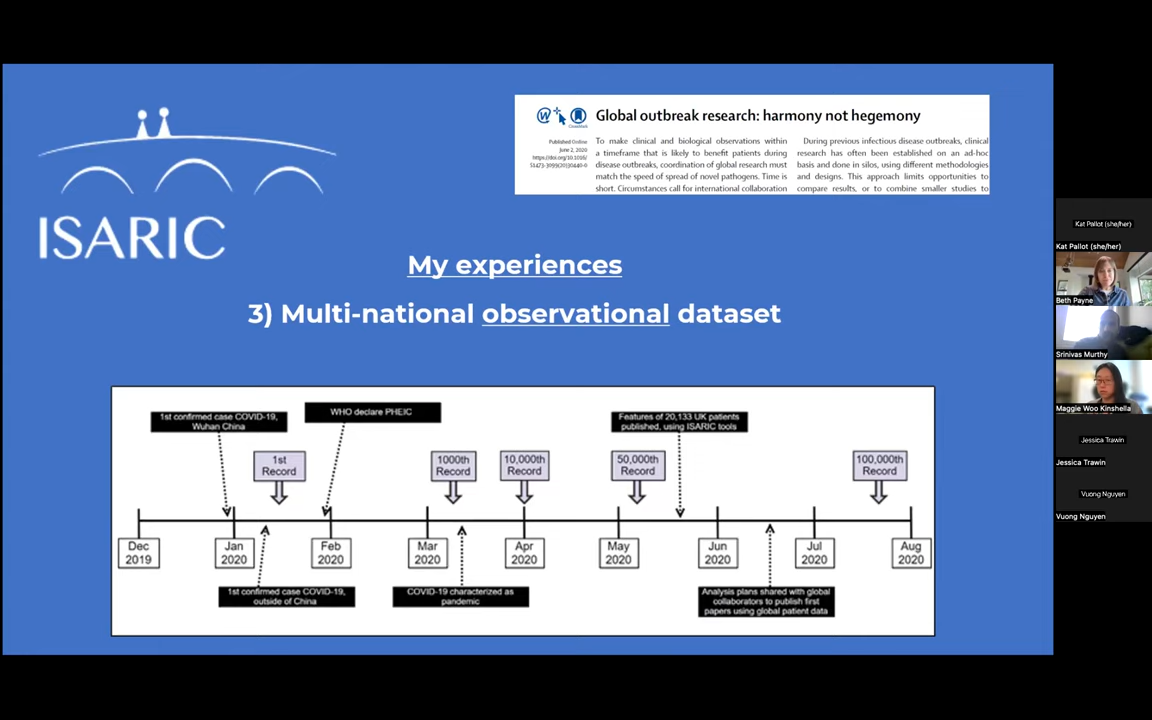 ISARIC
Global outbreak research: harmony not hegemony
Published Online
June 2, 2020
https://doi.org/10.1016/
S1473-3099(20)30440-0
To make clinical and biological observations within
a timeframe that is likely to benefit patients during
disease outbreaks, coordination of global research must
match the speed of spread of novel pathogens. Time is
short. Circumstances call for international collaboration
During previous infectious disease outbreaks, clinical
research has often been established on an ad-hoc
basis and done in silos, using different methodologies
and designs. This approach limits opportunities to
compare results, or to combine smaller studies to
My experiences
3) Multi-national observational dataset
1st confirmed case COVID-19,
Wuhan China
WHO declare PHEIC
Features of 20,133 UK patients
published, using ISARIC tools
1st
Record
1000th
Record
10,000th
Record
50,000th
Record
100,000th
Record
Dec
2019
Jan
2020
Feb
2020
Mar
2020
Apr
2020
May
2020
Jun
2020
Jul
2020
Aug
2020
1st confirmed case COVID-19,
outside of China
COVID-19 characterized as
pandemic
Analysis plans shared with global
collaborators to publish first
papers using global patient data
Kat Pallot (she/her)
Kat Pallot (she/her)
Beth Payne
Srinivas Murthy
Maggie Woo Kinshella
Jessica Trawin
Jessica Trawin
Vuong Nguyen
Vuong Nguyen